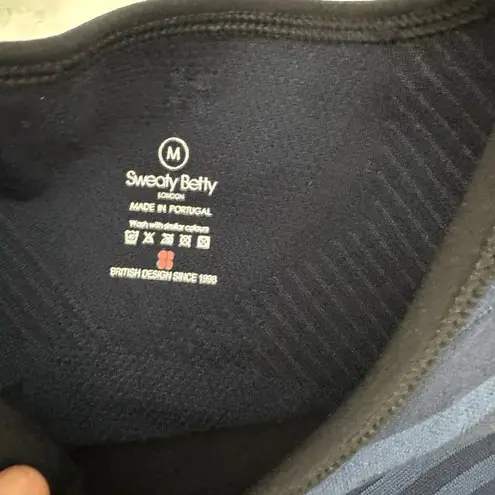 M
Sweaty Betty
LONDON
MADE IN PORTUGAL
Wash with similar colours
BRITISH DESIGN SINCE 1998